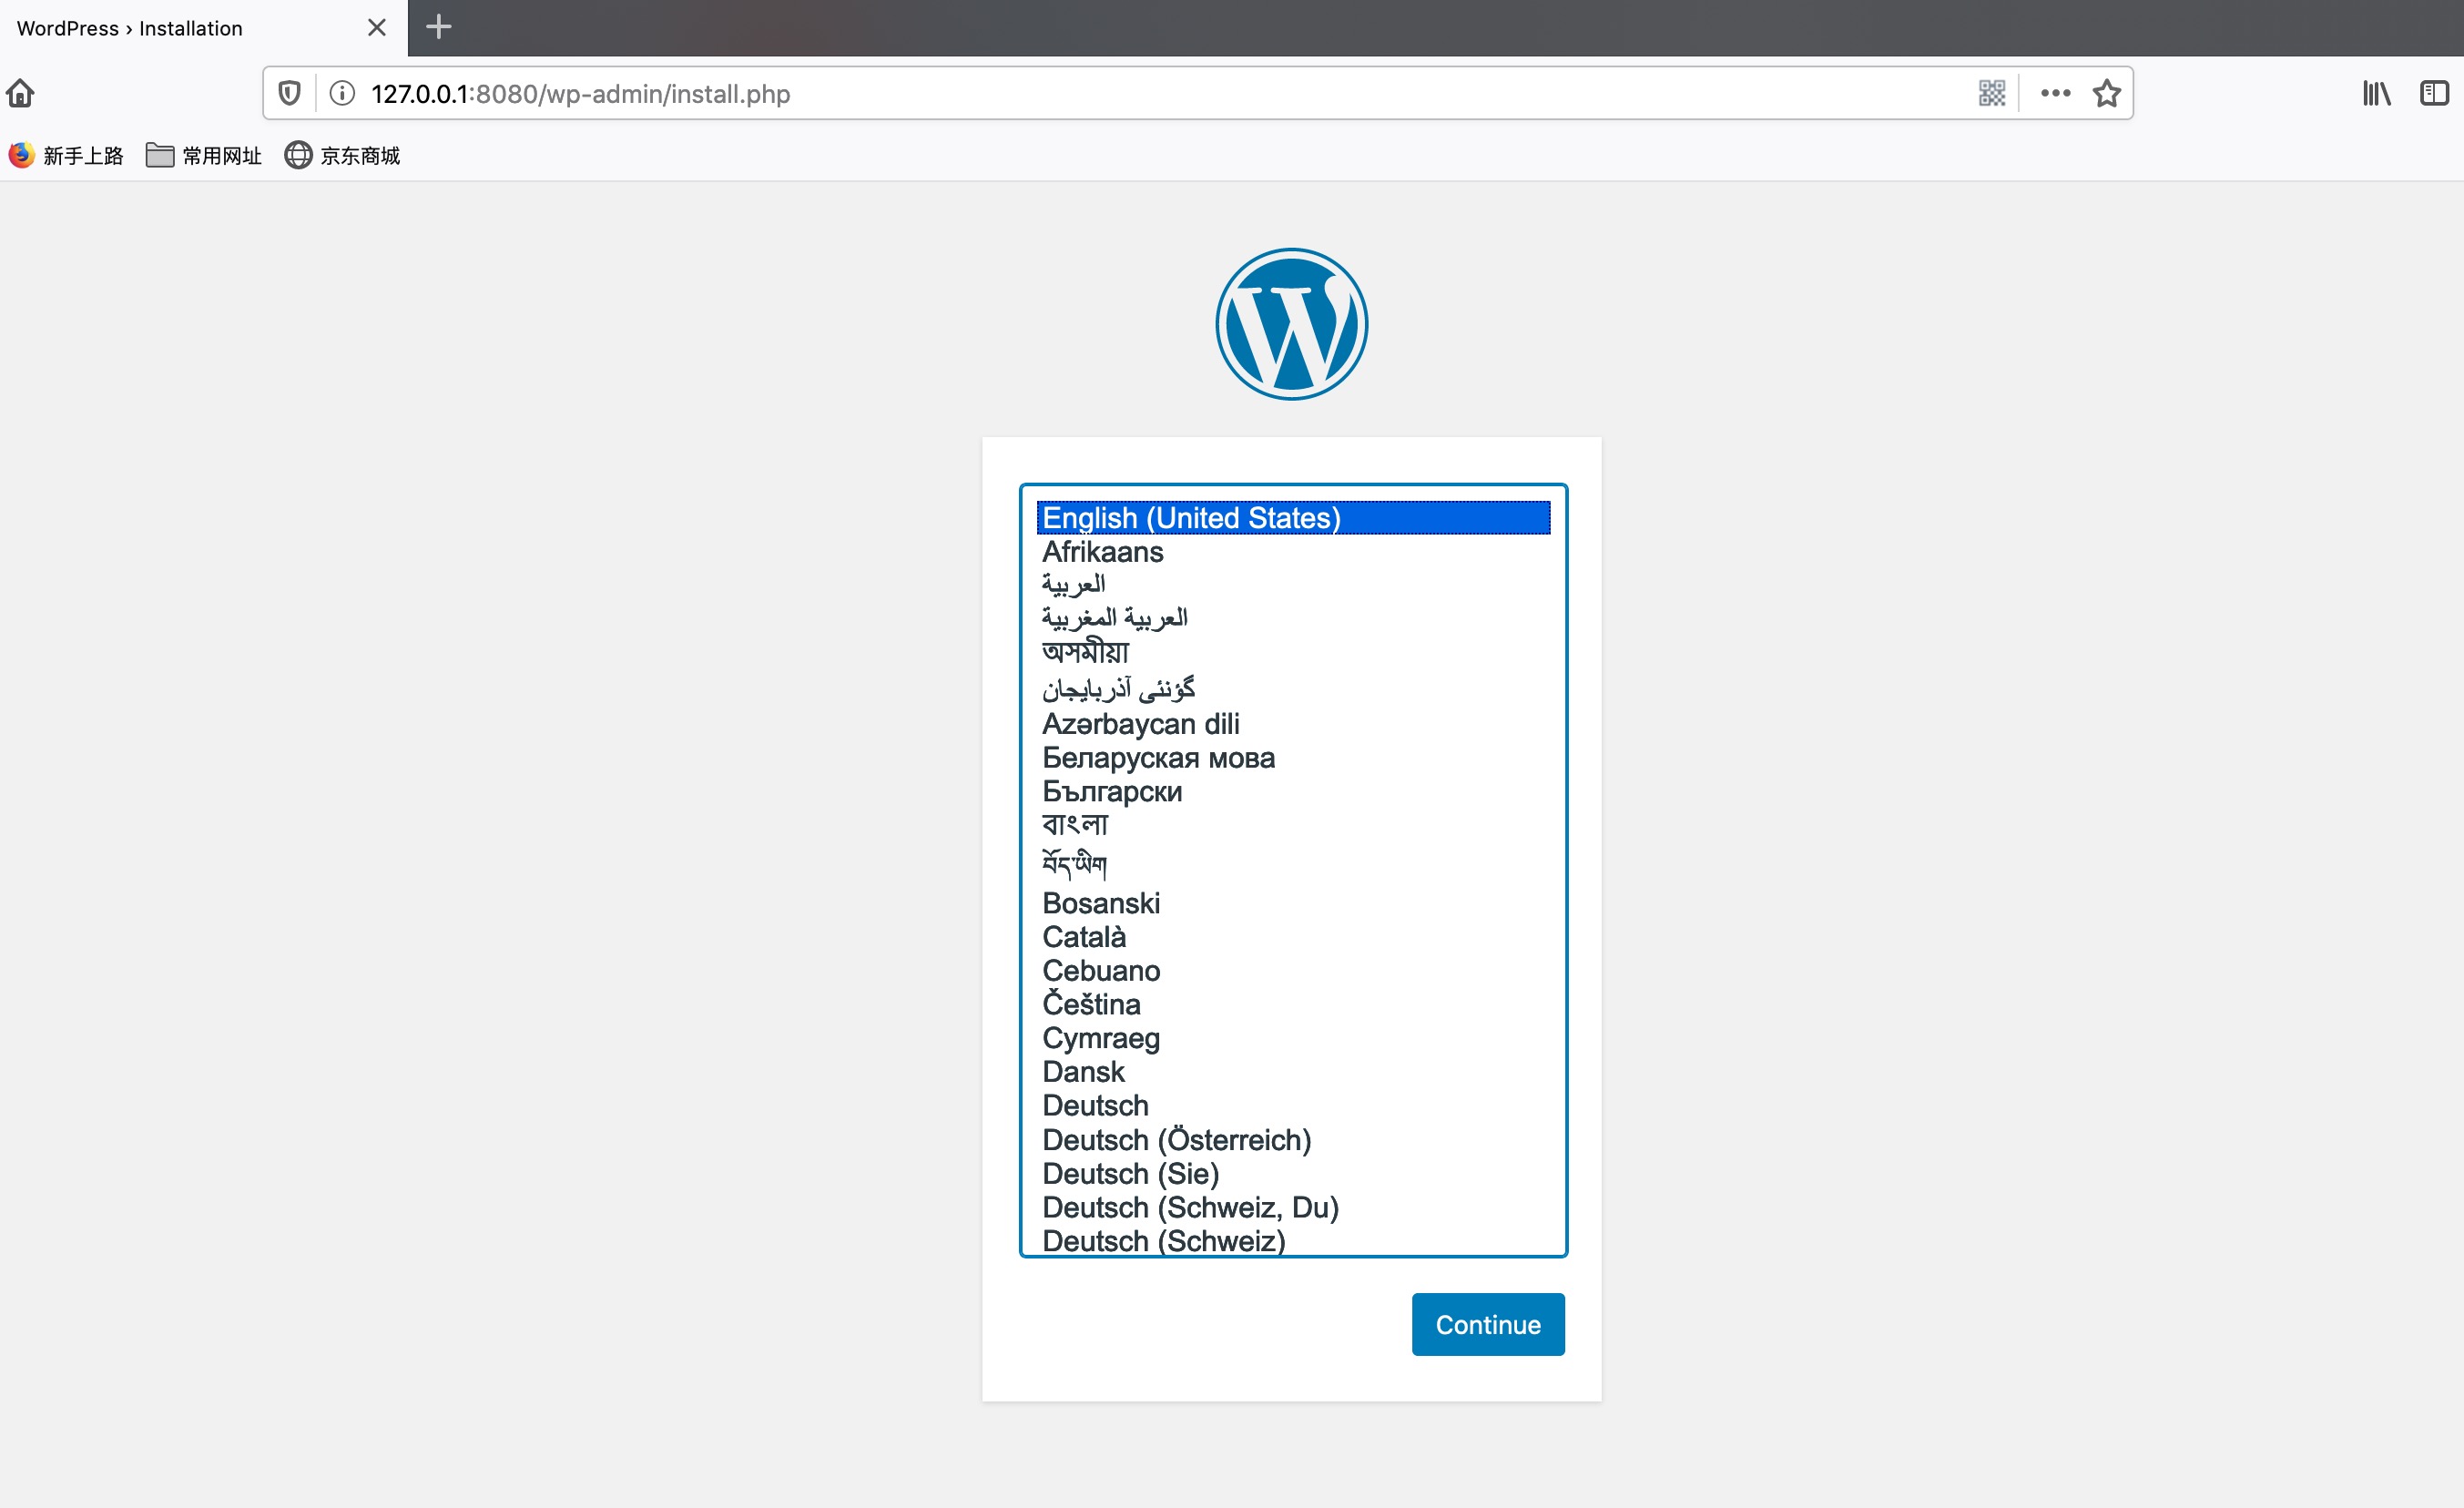 WordPress › Installation
127.0.0.1:8080/wp-admin/install.php
新手上路 常用网址 京东商城
English (United States)
Afrikaans
العربية
العربية المغربية
অসমীয়া
گؤنئی آذربایجان
Azərbaycan dili
Беларуская мова
Български
বাংলা
བོད་ཡིག
Bosanski
Català
Cebuano
Čeština
Cymraeg
Dansk
Deutsch
Deutsch (Österreich)
Deutsch (Sie)
Deutsch (Schweiz, Du)
Deutsch (Schweiz)
Continue